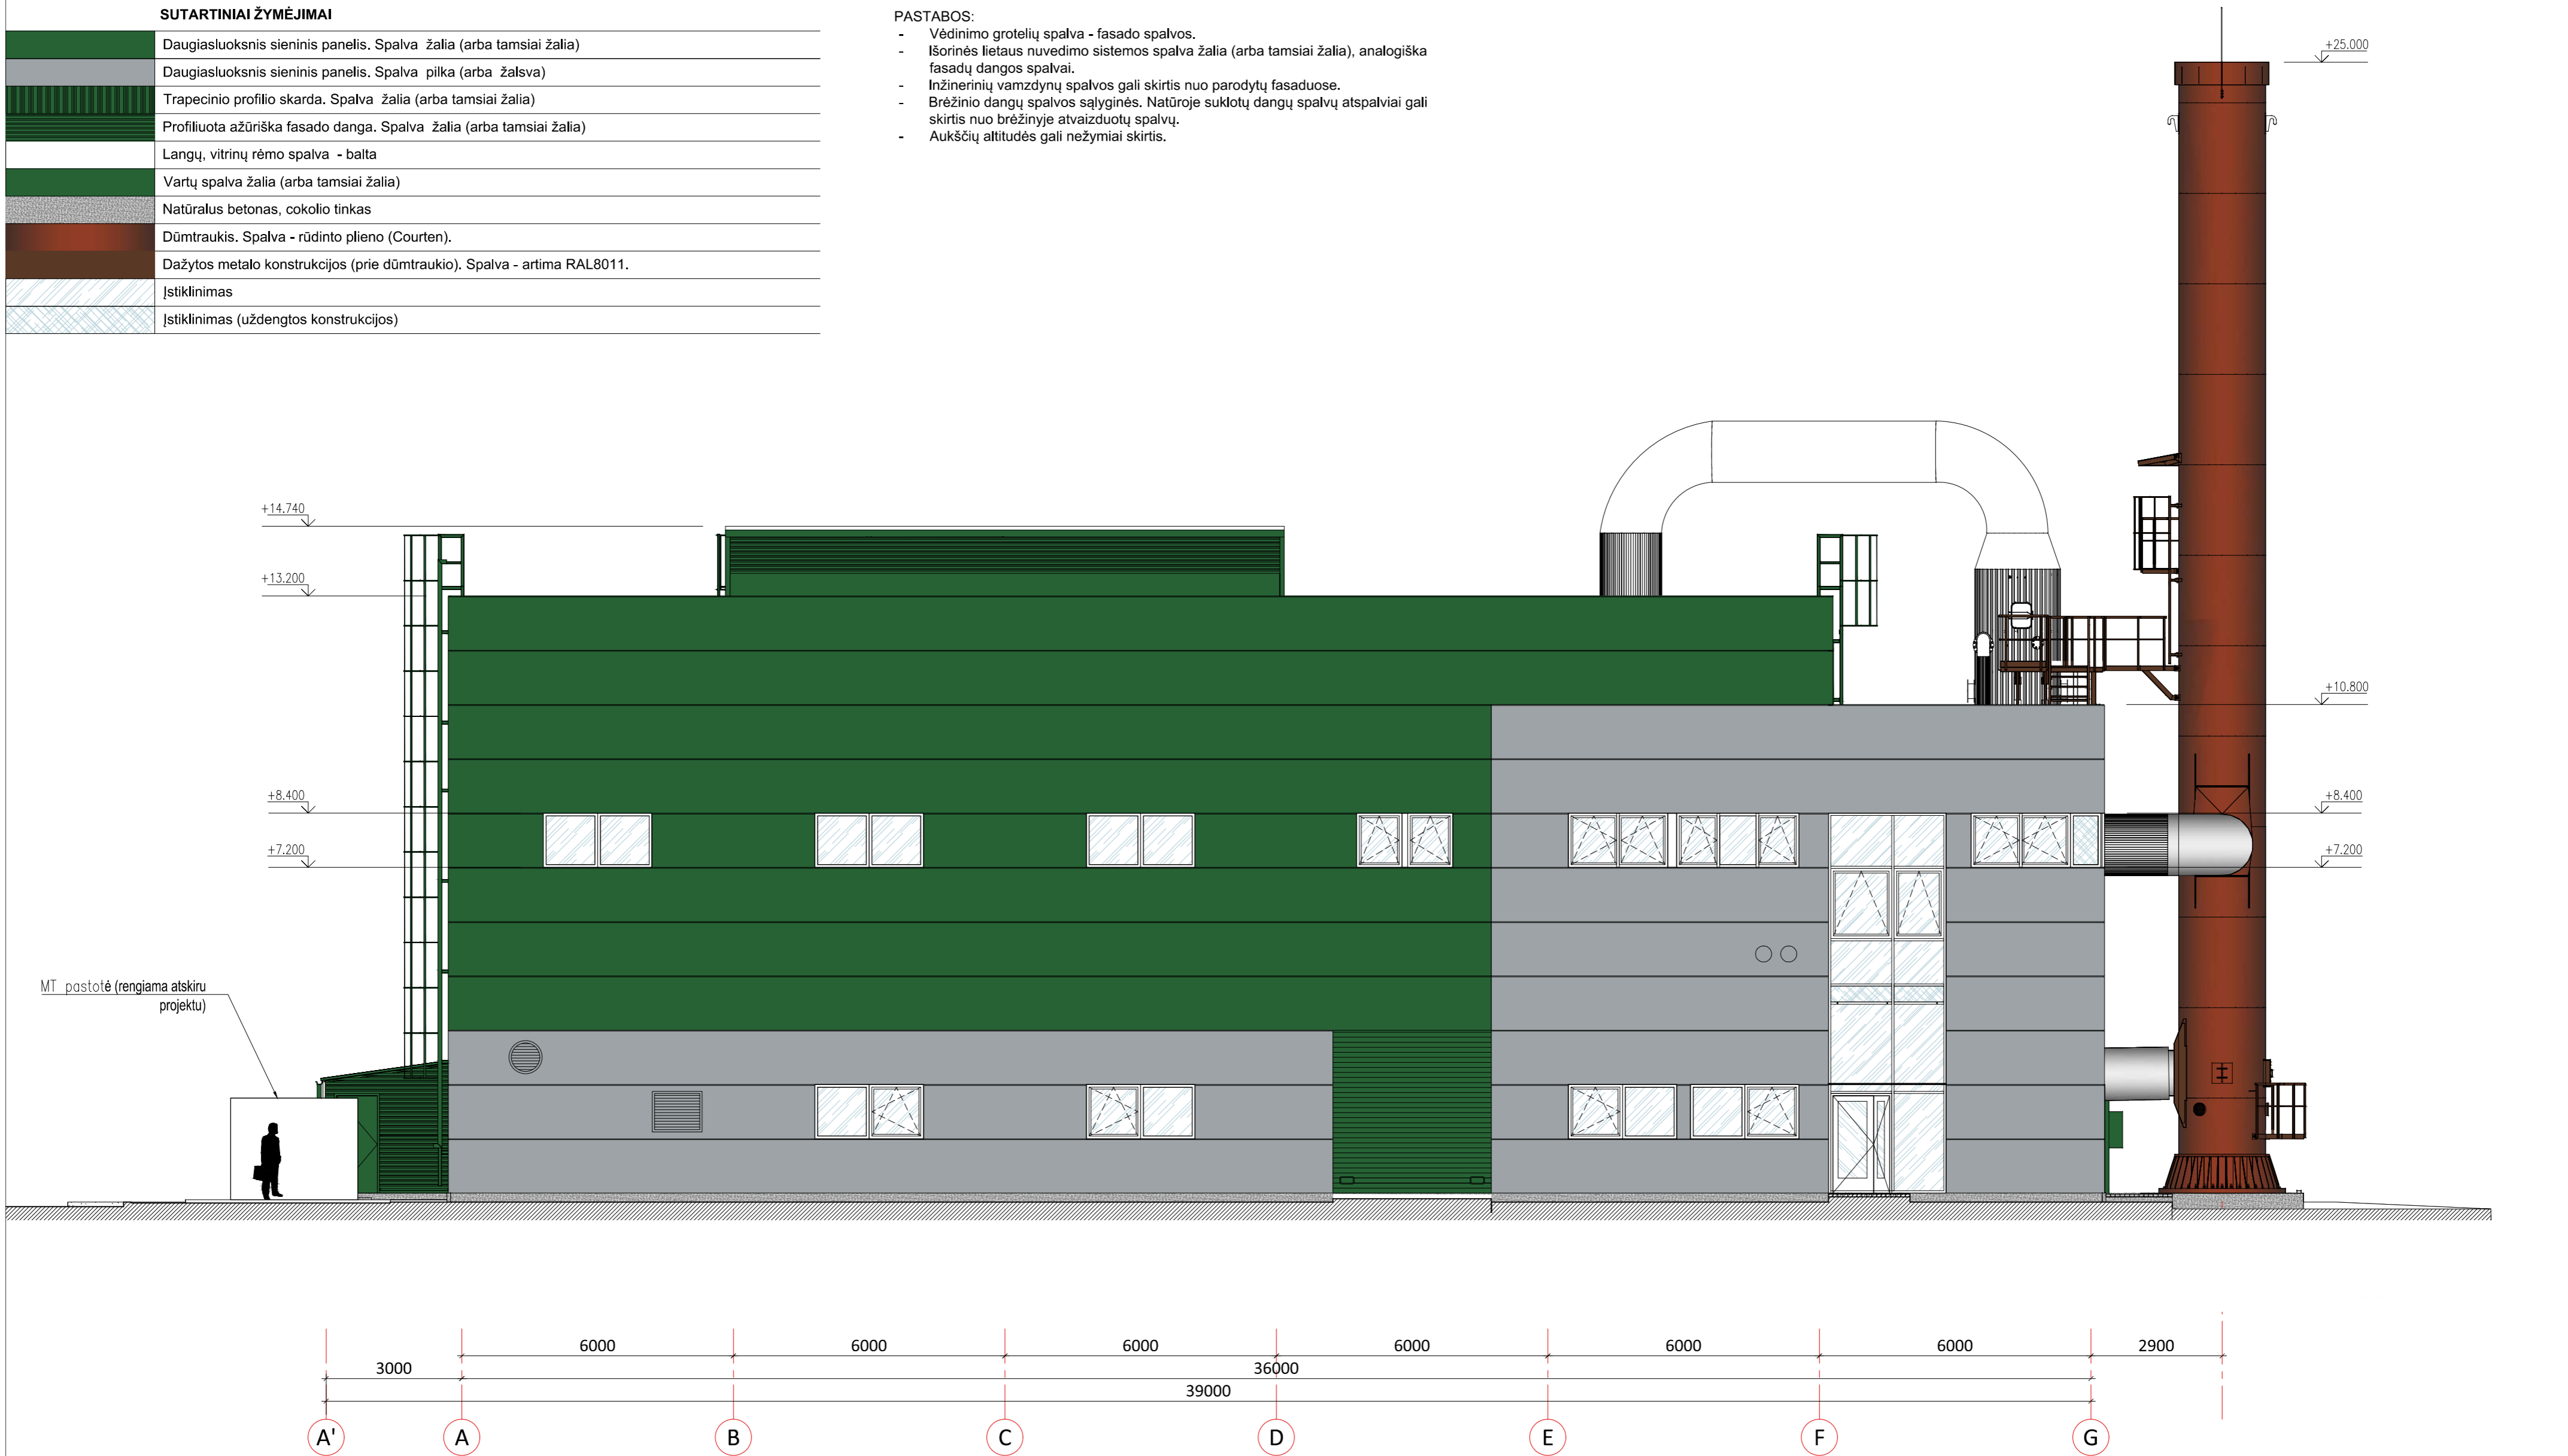 SUTARTINIAI ŽYMĖJIMAI
Daugiasluoksnis sieninis panelis. Spalva žalia (arba tamsiai žalia)
Daugiasluoksnis sieninis panelis. Spalva pilka (arba žalsva)
Trapecinio profilio skarda. Spalva žalia (arba tamsiai žalia)
Profiliuota ažūriška fasado danga. Spalva žalia (arba tamsiai žalia)
Langų, vitrinų rėmo spalva - balta
Vartų spalva žalia (arba tamsiai žalia)
Natūralus betonas, cokolio tinkas
Dūmtraukis. Spalva - rūdinto plieno (Courten).
Dažytos metalo konstrukcijos (prie dūmtraukio). Spalva - artima RAL8011.
Įstiklinimas
Įstiklinimas (uždengtos konstrukcijos)
PASTABOS:
- Vėdinimo grotelių spalva - fasado spalvos.
- Išorinės lietaus nuvedimo sistemos spalva žalia (arba tamsiai žalia), analogiška
fasadų dangos spalvai.
- Inžinerinių vamzdynų spalvos gali skirtis nuo parodytų fasaduose.
- Brėžinio dangų spalvos sąlyginės. Natūroje suklotų dangų spalvų atspalviai gali
skirtis nuo brėžinyje atvaizduotų spalvų.
- Aukščių altitudės gali nežymiai skirtis.
+25.000
+14.740
+13.200
+10.800
+8.400
+8.400
+7.200
+7.200
MT pastotė (rengiama atskiru
projektu)
6000
6000
6000
6000
6000
6000
2900
3000
36000
39000
A'
A
B
C
D
E
F
G